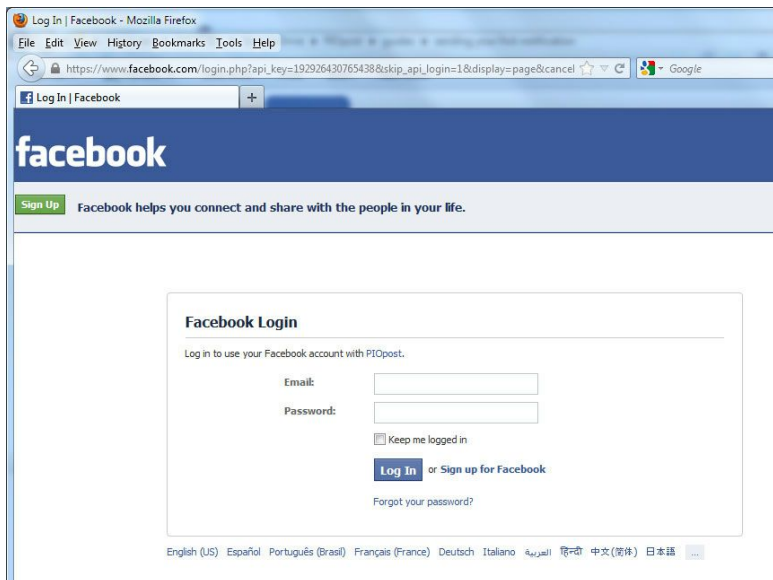 Log In | Facebook - Mozilla Firefox
File Edit View History Bookmarks Tools Help
https://www.facebook.com/login.php?api_key=192926430765438&skip_api_login=1&display=page&cancel Google
Log In | Facebook +
facebook
Sign Up Facebook helps you connect and share with the people in your life.
Facebook Login
Log in to use your Facebook account with PIOpost.
Email:
Password:
Keep me logged in
Log In or Sign up for Facebook
Forgot your password?
English (US) Español Português (Brasil) Français (France) Deutsch Italiano العربية हिन्दी 中文(简体) 日本語 ...